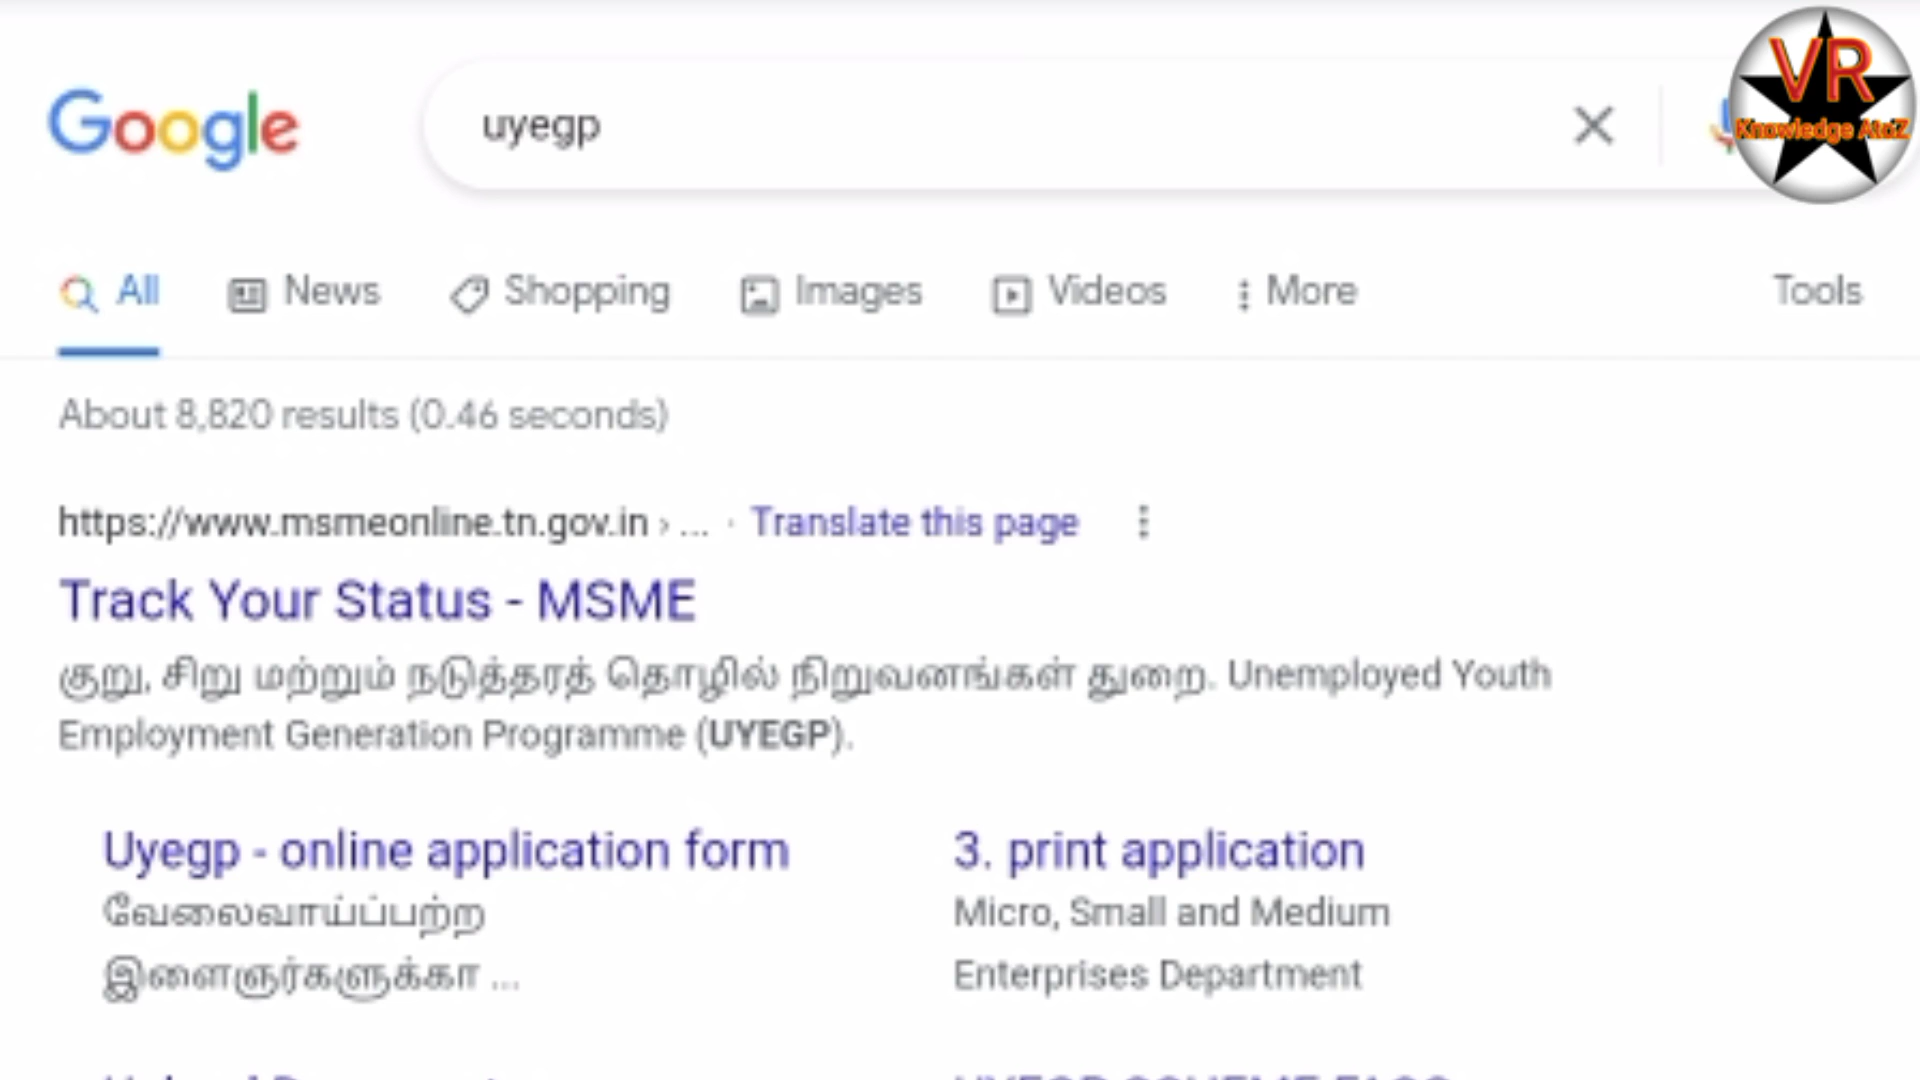 VR
Knowledge AtoZ
Google
uyegp
All
News
Shopping
Images
Videos
More
Tools
About 8,820 results (0.46 seconds)
https://www.msmeonline.tn.gov.in › ... · Translate this page
Track Your Status - MSME
குறு, சிறு மற்றும் நடுத்தரத் தொழில் நிறுவனங்கள் துறை. Unemployed Youth
Employment Generation Programme (UYEGP).
Uyegp - online application form
வேலைவாய்ப்பற்ற
இளைஞர்களுக்கா ...
3. print application
Micro, Small and Medium
Enterprises Department